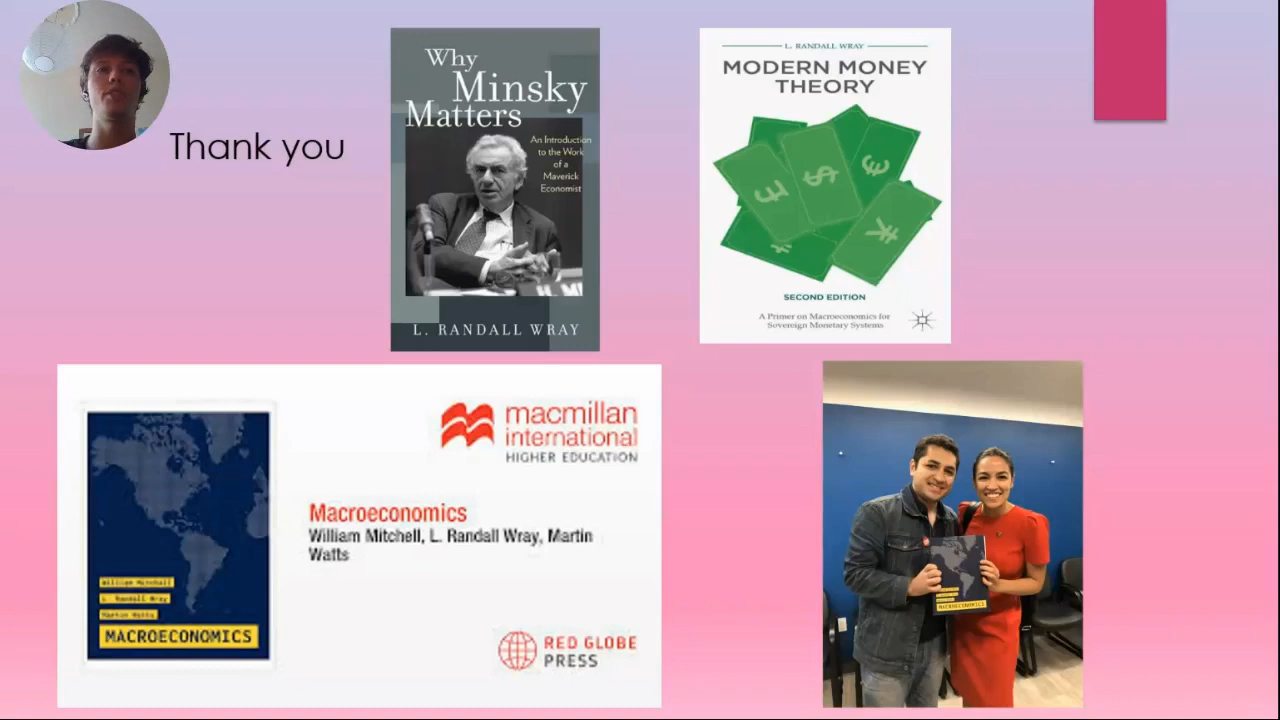 Thank you
Why
Minsky
Matters
An Introduction
to the Work
of a
Maverick
Economist
L. RANDALL WRAY
L. RANDALL WRAY
MODERN MONEY
THEORY
SECOND EDITION
A Primer on Macroeconomics for
Sovereign Monetary Systems
William Mitchell
L. Randall Wray
Martin Watts
MACROECONOMICS
macmillan
international
HIGHER EDUCATION
Macroeconomics
William Mitchell, L. Randall Wray, Martin
Watts
RED GLOBE
PRESS
MACROECONOMICS